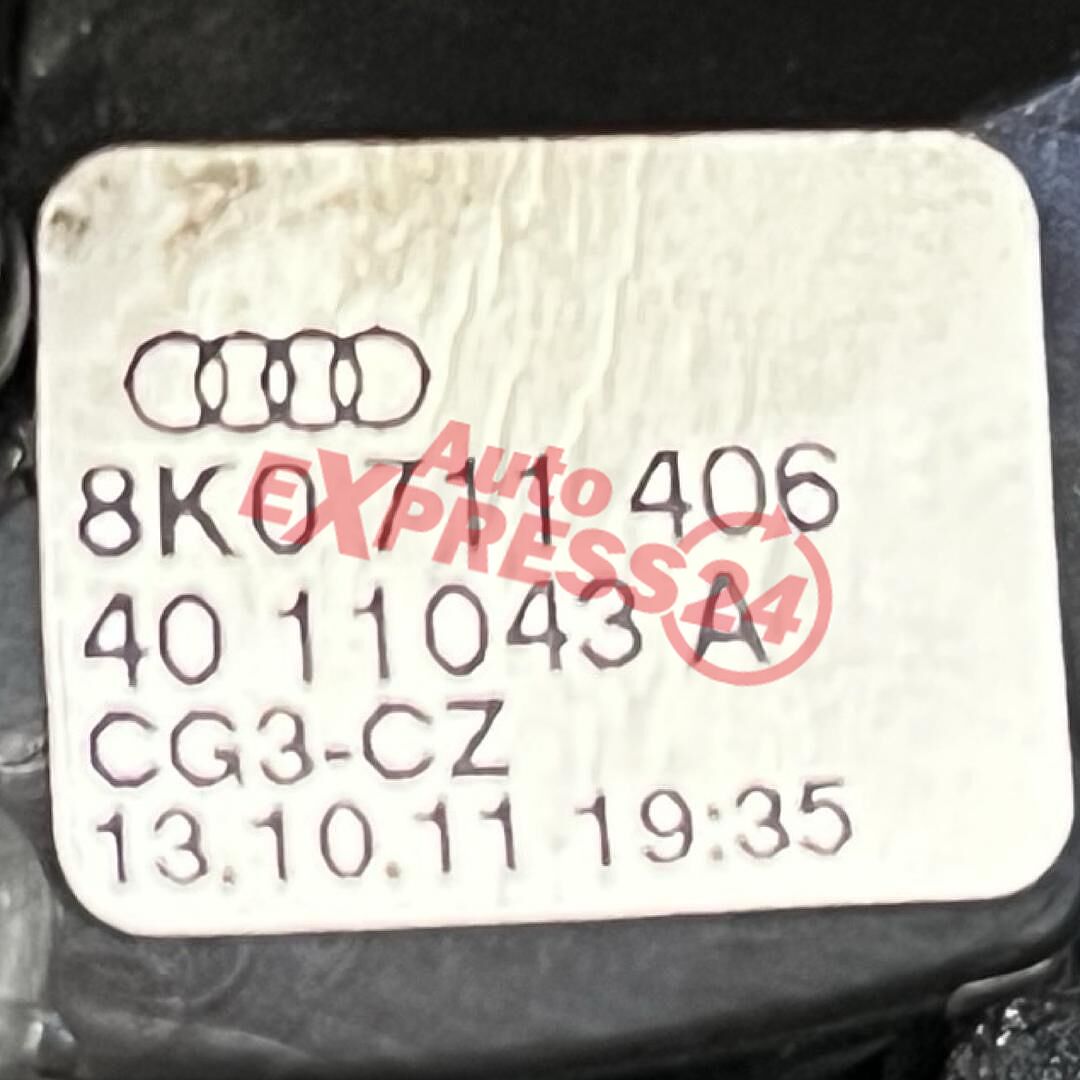 8K0 711 406
40 11043 A
CG3-CZ
13.10.11 19:35
Auto
EXPRESS24